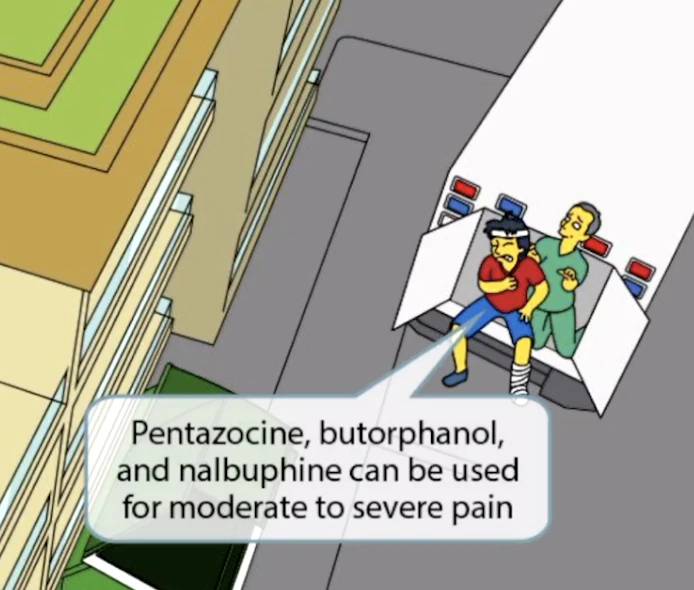 Pentazocine, butorphanol,
and nalbuphine can be used
for moderate to severe pain